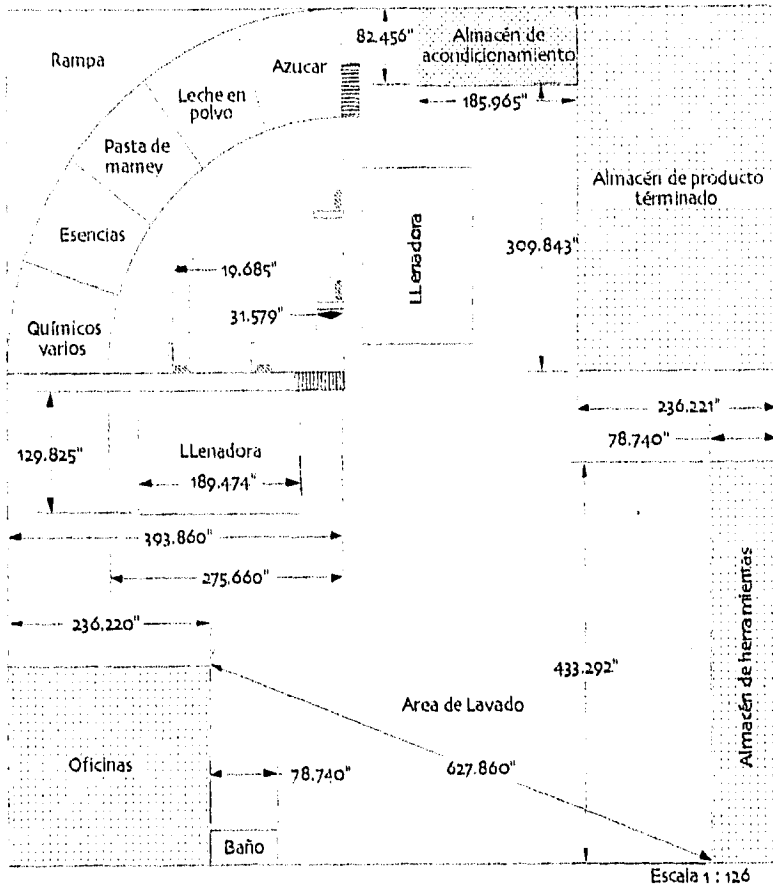 Rampa
Azucar
Leche en
polvo
Pasta de
mamey
Esencias
Químicos
varios
82.456"
Almacén de
acondicionamiento
185.965"
Almacén de producto
términado
LLenadora
309.843"
19.685"
31.579"
236.221"
78.740"
129.825"
LLenadora
189.474"
393.860"
275.660"
236.220"
433.292"
Almacén de herramientas
Area de Lavado
627.860"
Oficinas
78.740"
Baño
Escala 1 : 126